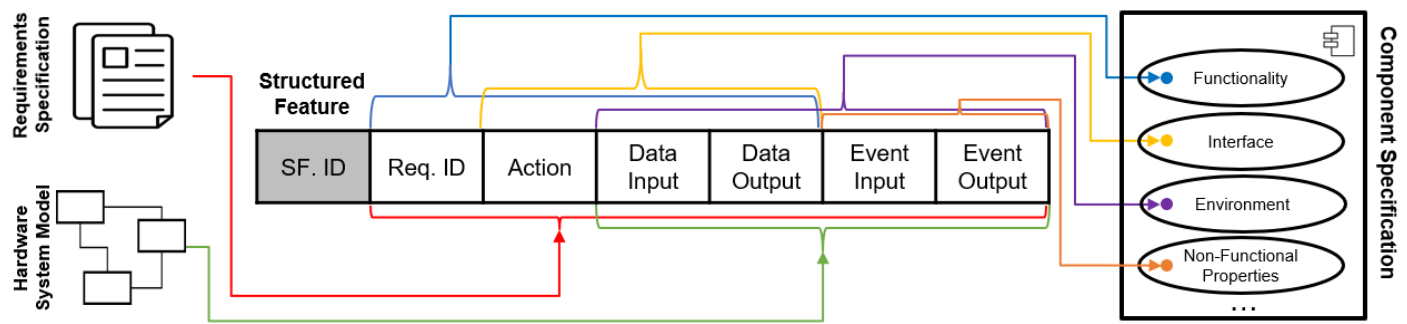 Requirements
Specification
Hardware
System Model
Structured
Feature
SF. ID
Req. ID
Action
Data
Input
Data
Output
Event
Input
Event
Output
Functionality
Interface
Environment
Non-Functional
Properties
...
Component Specification